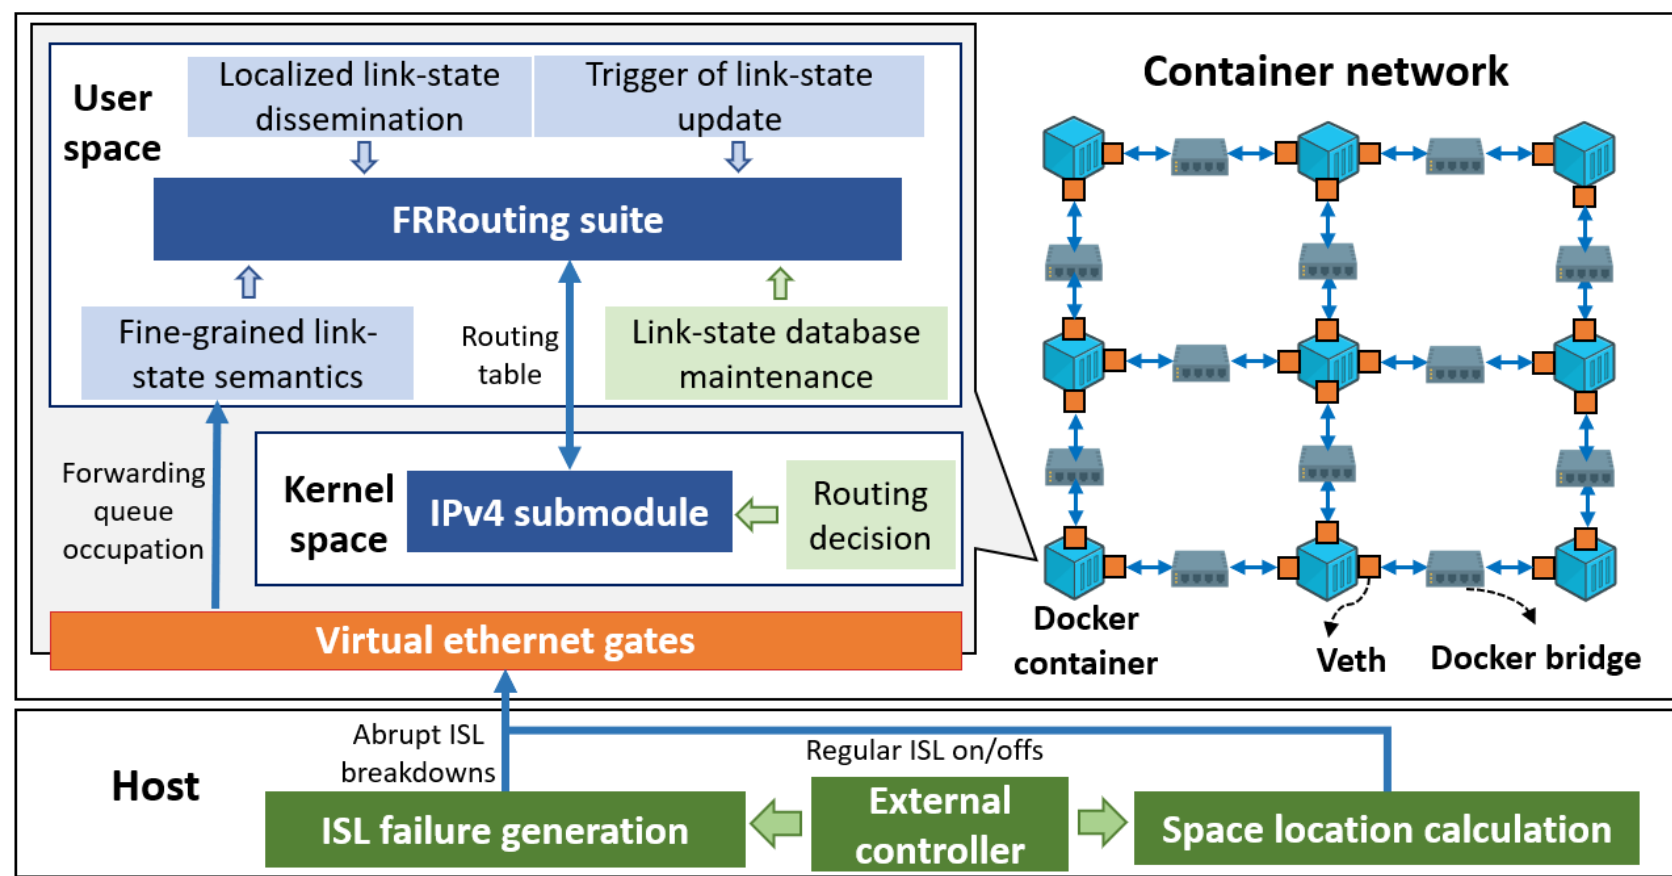 User
space
Localized link-state
dissemination
Trigger of link-state
update
FRRouting suite
Fine-grained link-
state semantics
Routing
table
Link-state database
maintenance
Forwarding
queue
occupation
Kernel
space
IPv4 submodule
Routing
decision
Virtual ethernet gates
Container network
Docker
container
Veth
Docker bridge
Host
Abrupt ISL
breakdowns
Regular ISL on/offs
ISL failure generation
External
controller
Space location calculation